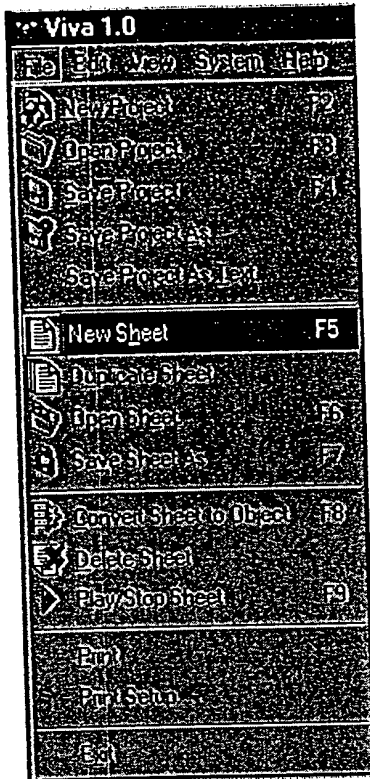 Viva 1.0
File Edit View System Help
New Project F2
Open Project F3
Save Project F4
Save Project As
Save Project As Text
New Sheet F5
Duplicate Sheet
Open Sheet F6
Save Sheet As F7
Convert Sheet to Object F8
Delete Sheet
Play/Stop Sheet F9
Print
Print Setup
Exit